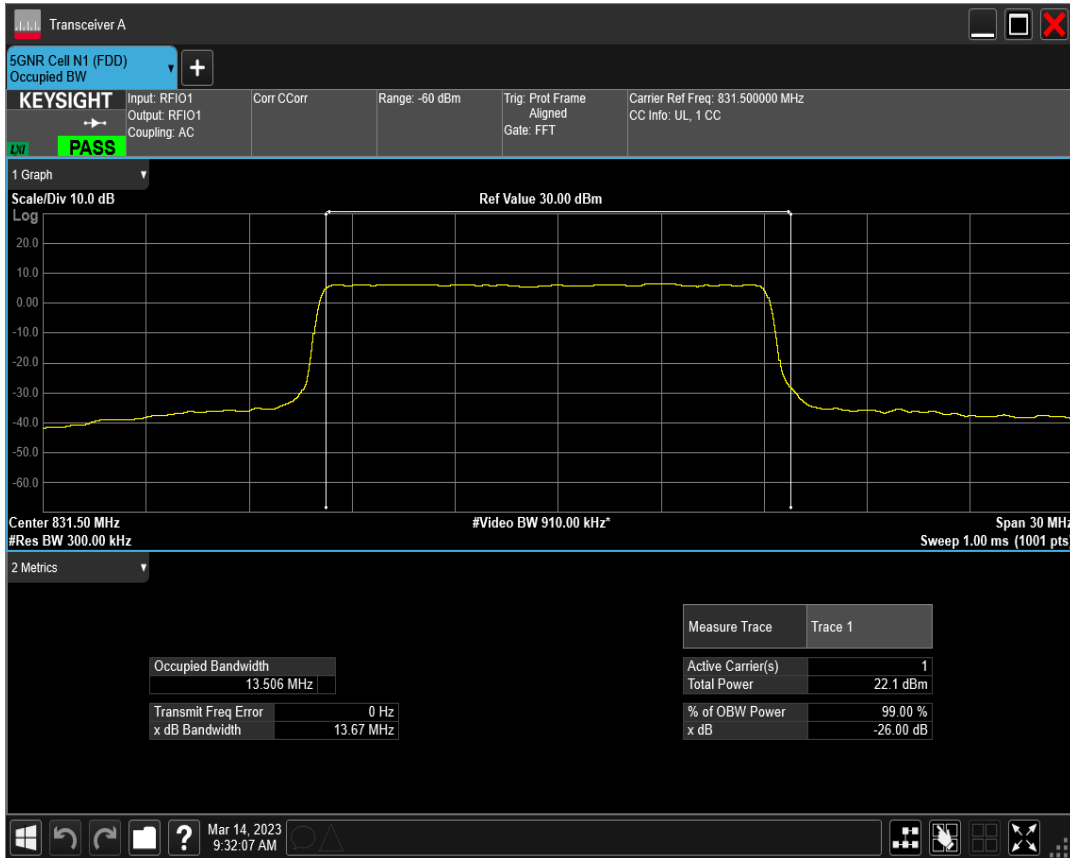 Transceiver A
5GNR Cell N1 (FDD)
Occupied BW
+
KEYSIGHT
LXI
PASS
Input: RFIO1
Output: RFIO1
Coupling: AC
Corr CCorr
Range: -60 dBm
Trig: Prot Frame
Aligned
Gate: FFT
Carrier Ref Freq: 831.500000 MHz
CC Info: UL, 1 CC
1 Graph
Scale/Div 10.0 dB
Ref Value 30.00 dBm
Log
20.0
10.0
0.00
-10.0
-20.0
-30.0
-40.0
-50.0
-60.0
Center 831.50 MHz
#Video BW 910.00 kHz*
Span 30 MHz
#Res BW 300.00 kHz
Sweep 1.00 ms (1001 pts)
2 Metrics
Measure Trace Trace 1
Occupied Bandwidth
13.506 MHz
Active Carrier(s) 1
Total Power 22.1 dBm
Transmit Freq Error 0 Hz
x dB Bandwidth 13.67 MHz
% of OBW Power 99.00 %
x dB -26.00 dB
?
Mar 14, 2023
9:32:07 AM